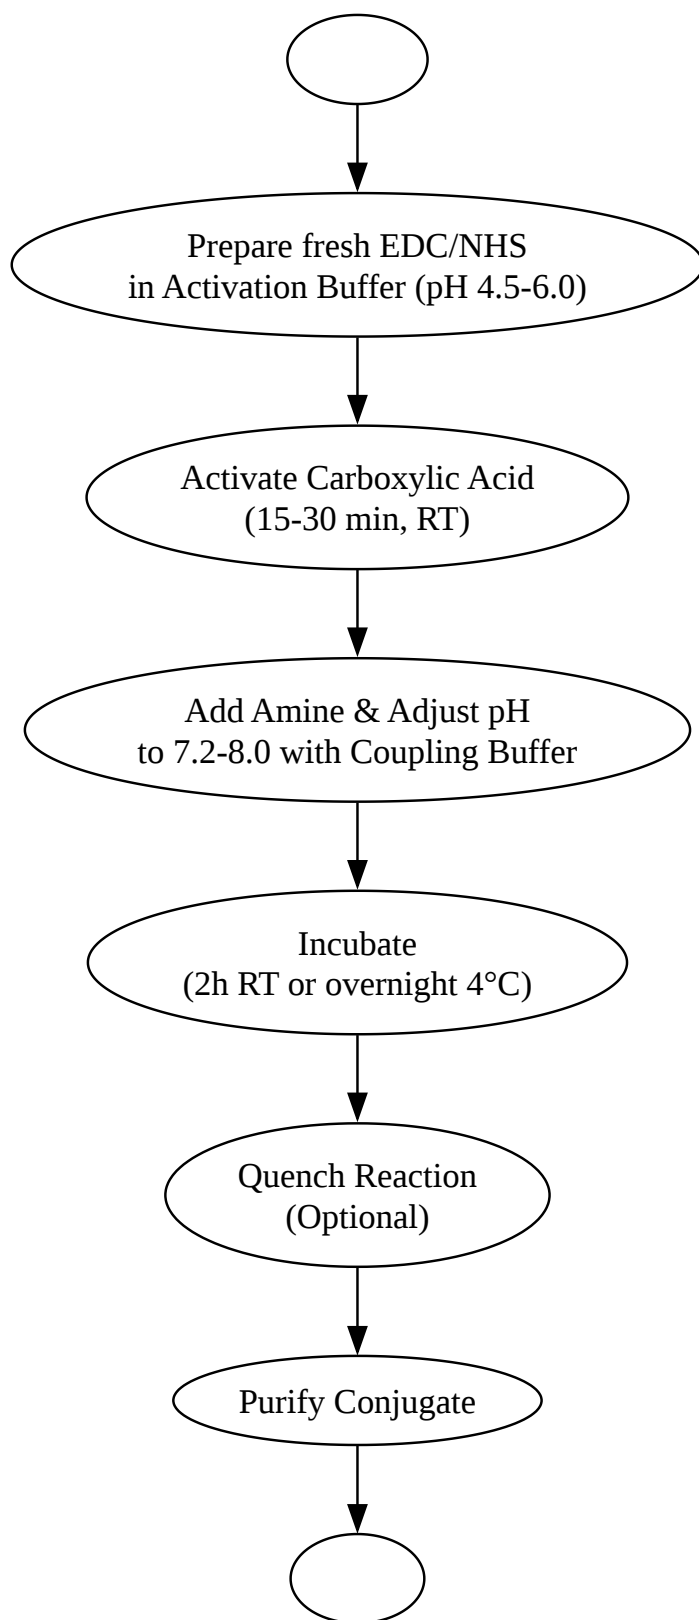 Prepare fresh EDC/NHS
in Activation Buffer (pH 4.5-6.0)
Activate Carboxylic Acid
(15-30 min, RT)
Add Amine & Adjust pH
to 7.2-8.0 with Coupling Buffer
Incubate
(2h RT or overnight 4°C)
Quench Reaction
(Optional)
Purify Conjugate